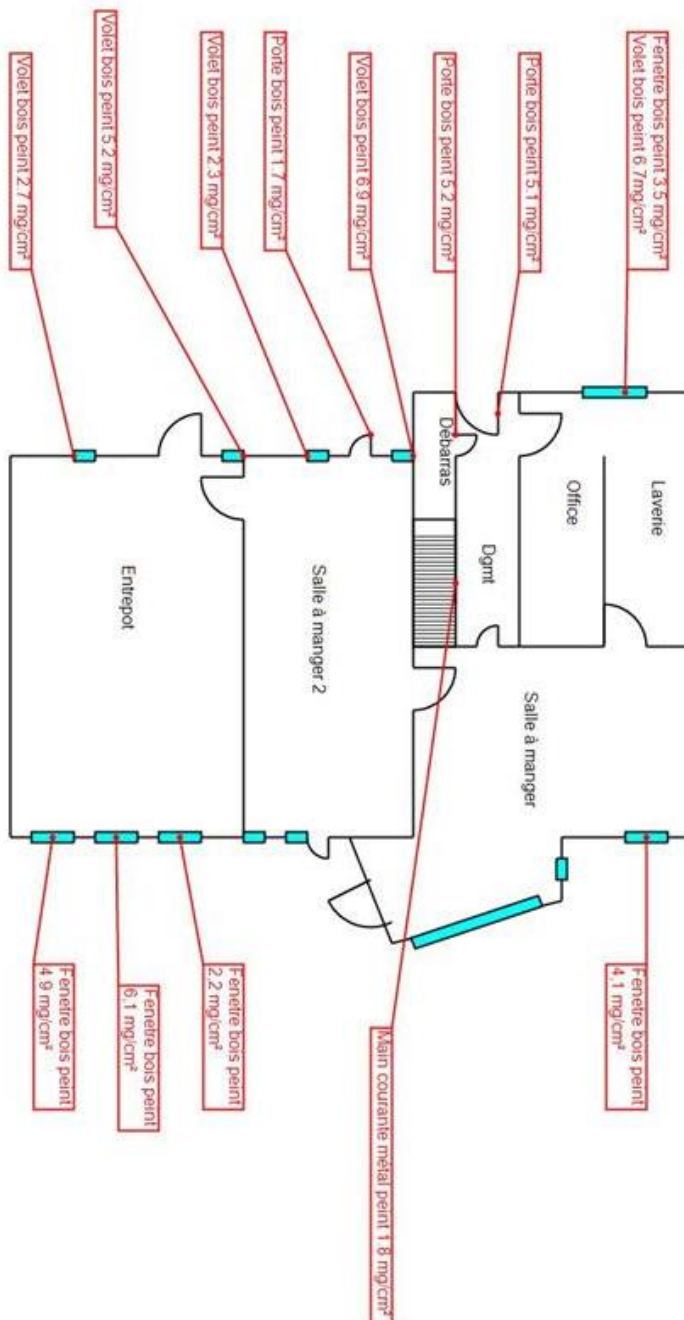 Fenetre bois peint 3.5 mg/cm²
Volet bois peint 6.7mg/cm²
Laverie
Fenetre bois peint
4,1 mg/cm²
Office
Porte bois peint 5.1 mg/cm²
Salle à manger
Dgmt
Porte bois peint 5.2 mg/cm²
Débarras
Main courante métal peint 1.8 mg/cm²
Volet bois peint 6.9 mg/cm²
Salle à manger 2
Porte bois peint 1.7 mg/cm²
Fenetre bois peint
2.2 mg/cm²
Volet bois peint 2.3 mg/cm²
Fenetre bois peint
6,1 mg/cm²
Entrepot
Volet bois peint 5.2 mg/cm²
Fenetre bois peint
4.9 mg/cm²
Volet bois peint 2.7 mg/cm²